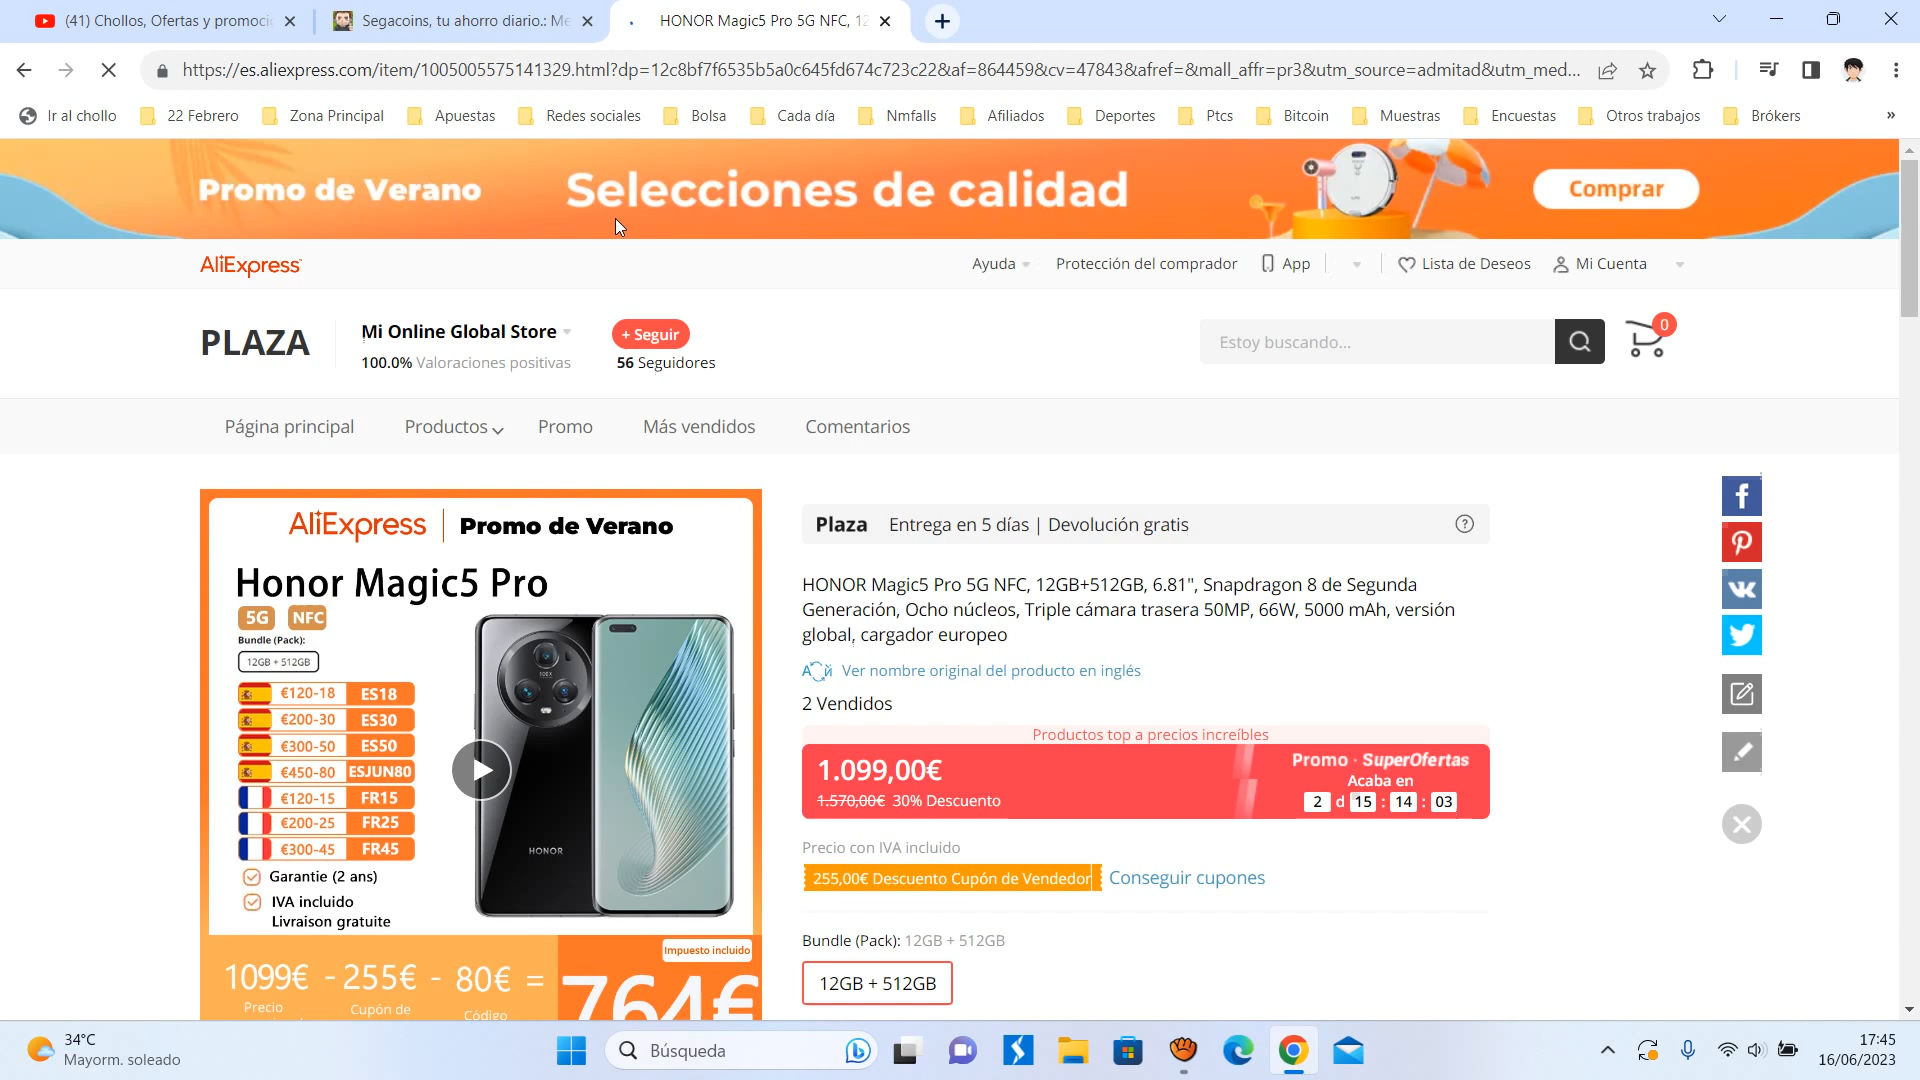 (41) Chollos, Ofertas y promoci
Segacoins, tu ahorro diario.: Me
HONOR Magic5 Pro 5G NFC, 12
https://es.aliexpress.com/item/1005005575141329.html?dp=12c8bf7f6535b5a0c645fd674c723c22&af=864459&cv=47843&afref=&mall_affr=pr3&utm_source=admitad&utm_med...
Ir al chollo
22 Febrero
Zona Principal
Apuestas
Redes sociales
Bolsa
Cada día
Nmfalls
Afiliados
Deportes
Ptcs
Bitcoin
Muestras
Encuestas
Otros trabajos
Brókers
»
Promo de Verano
Selecciones de calidad
Comprar
AliExpress
Ayuda
Protección del comprador
App
Lista de Deseos
Mi Cuenta
PLAZA
Mi Online Global Store
100.0% Valoraciones positivas
+ Seguir
56 Seguidores
Estoy buscando...
0
Página principal
Productos
Promo
Más vendidos
Comentarios
AliExpress | Promo de Verano
Honor Magic5 Pro
5G NFC
Bundle (Pack):
12GB + 512GB
€120-18 ES18
€200-30 ES30
€300-50 ES50
€450-80 ESJUN80
€120-15 FR15
€200-25 FR25
€300-45 FR45
Garantie (2 ans)
IVA incluido
Livraison gratuite
HONOR
Impuesto incluido
1099€ - 255€ - 80€ = 764€
Precio
Cupón de
Código
Plaza Entrega en 5 días | Devolución gratis
HONOR Magic5 Pro 5G NFC, 12GB+512GB, 6.81", Snapdragon 8 de Segunda
Generación, Ocho núcleos, Triple cámara trasera 50MP, 66W, 5000 mAh, versión
global, cargador europeo
Ver nombre original del producto en inglés
2 Vendidos
Productos top a precios increíbles
1.099,00€
1.570,00€ 30% Descuento
Promo · SuperOfertas
Acaba en
2 d 15 : 14 : 03
Precio con IVA incluido
255,00€ Descuento Cupón de Vendedor
Conseguir cupones
Bundle (Pack): 12GB + 512GB
12GB + 512GB
34°C
Mayorm. soleado
Búsqueda
17:45
16/06/2023